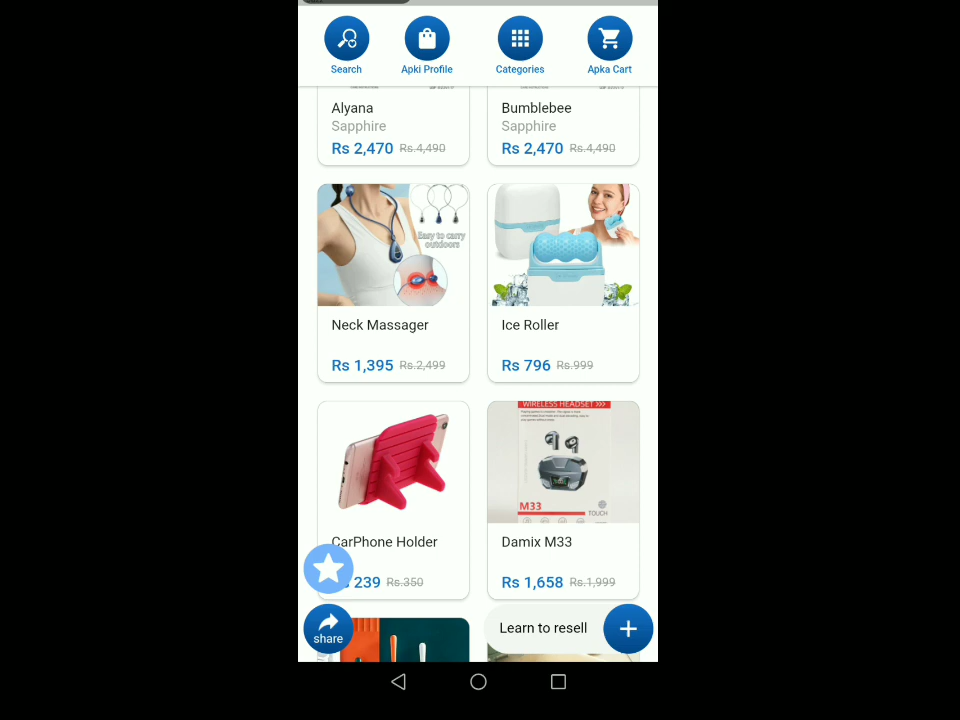 Search
Apki Profile
Categories
Apka Cart
Alyana
Sapphire
Rs 2,470 Rs.4,490
Bumblebee
Sapphire
Rs 2,470 Rs.4,490
Easy to carry
outdoors
Neck Massager
Rs 1,395 Rs.2,499
Ice Roller
Rs 796 Rs.999
WIRELESS HEADSET >>>
M33
TOUCH
CarPhone Holder
239 Rs.350
Damix M33
Rs 1,658 Rs.1,999
share
Learn to resell